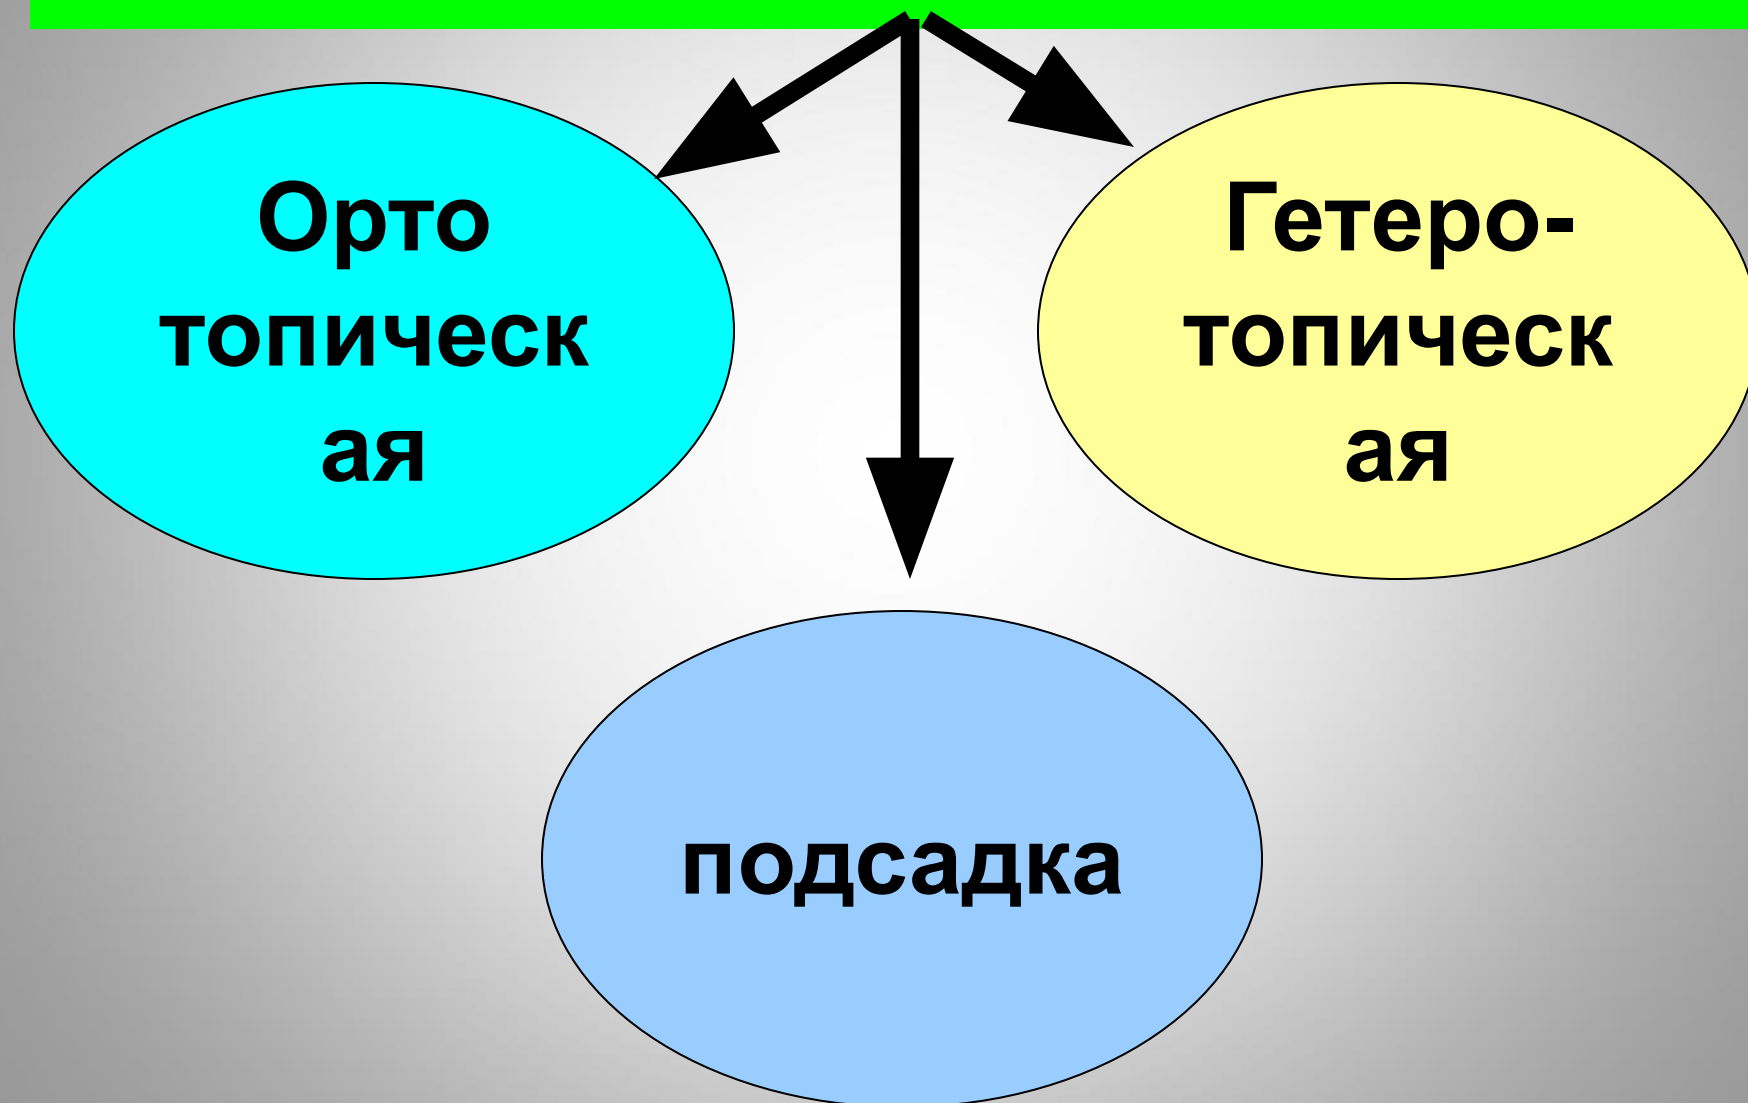 Орто
топическ
ая
Гетеро-
топическ
ая
подсадка